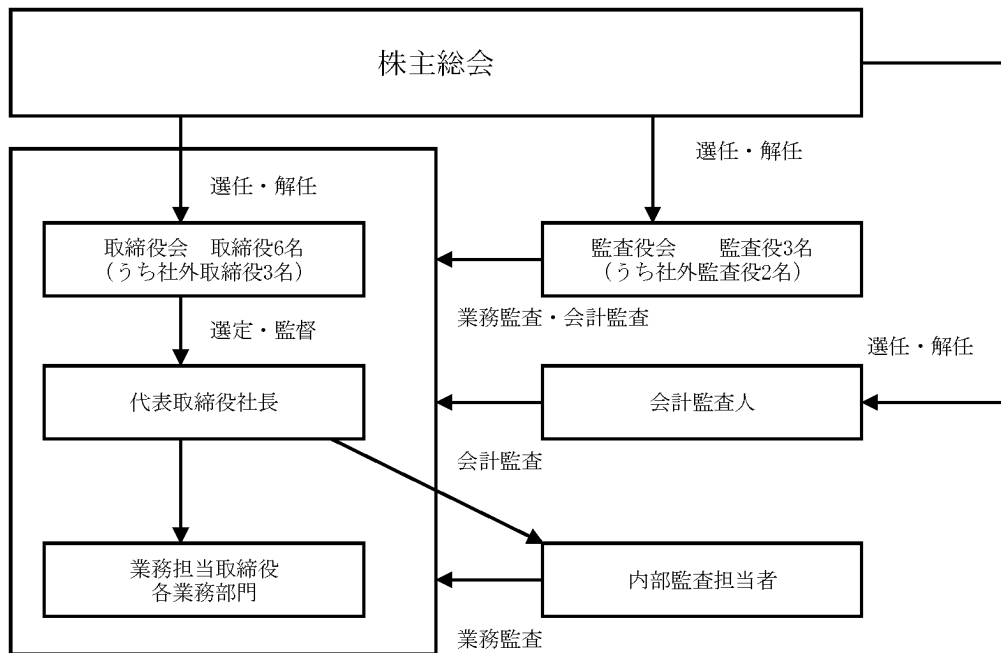 株主総会
選任・解任
選任・解任
取締役会　取締役6名
（うち社外取締役3名）
監査役会　　監査役3名
（うち社外監査役2名）
選定・監督
業務監査・会計監査
選任・解任
代表取締役社長
会計監査人
会計監査
業務担当取締役
各業務部門
内部監査担当者
業務監査